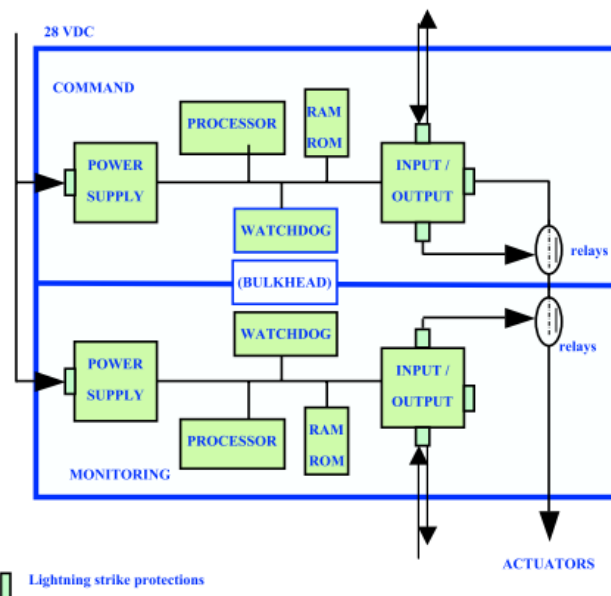 28 VDC
COMMAND
PROCESSOR
RAM
ROM
POWER
SUPPLY
INPUT /
OUTPUT
WATCHDOG
relays
(BULKHEAD)
WATCHDOG
relays
POWER
SUPPLY
INPUT /
OUTPUT
PROCESSOR
RAM
ROM
MONITORING
ACTUATORS
Lightning strike protections